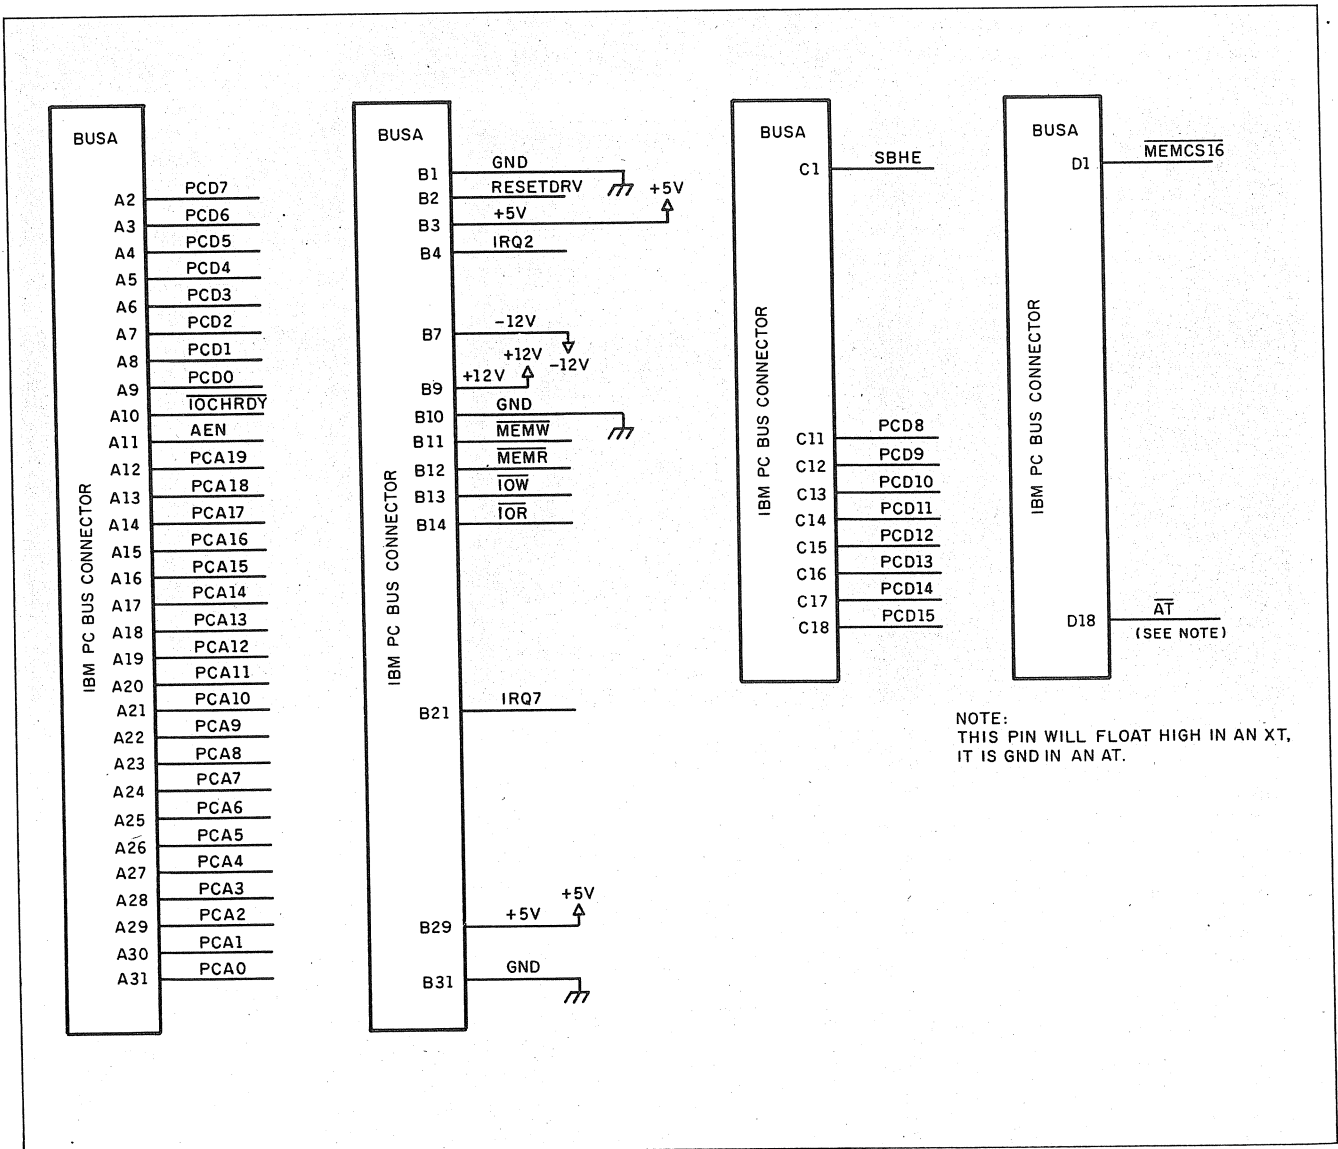 BUSA
A2 PCD7
A3 PCD6
A4 PCD5
A5 PCD4
A6 PCD3
A7 PCD2
A8 PCD1
A9 PCD0
A10 IOCHRDY
A11 AEN
A12 PCA19
A13 PCA18
A14 PCA17
A15 PCA16
A16 PCA15
A17 PCA14
A18 PCA13
A19 PCA12
A20 PCA11
A21 PCA10
A22 PCA9
A23 PCA8
A24 PCA7
A25 PCA6
A26 PCA5
A27 PCA4
A28 PCA3
A29 PCA2
A30 PCA1
A31 PCA0
IBM PC BUS CONNECTOR
BUSA
B1 GND
B2 RESETDRV
+5V
B3 +5V
B4 IRQ2
B7 -12V
-12V
+12V
B9 +12V
B10 GND
B11 MEMW
B12 MEMR
B13 IOW
B14 IOR
B21 IRQ7
+5V
B29 +5V
B31 GND
IBM PC BUS CONNECTOR
BUSA
C1 SBHE
C11 PCD8
C12 PCD9
C13 PCD10
C14 PCD11
C15 PCD12
C16 PCD13
C17 PCD14
C18 PCD15
IBM PC BUS CONNECTOR
BUSA
D1 MEMCS16
D18 AT
(SEE NOTE)
IBM PC BUS CONNECTOR
NOTE:
THIS PIN WILL FLOAT HIGH IN AN XT,
IT IS GND IN AN AT.